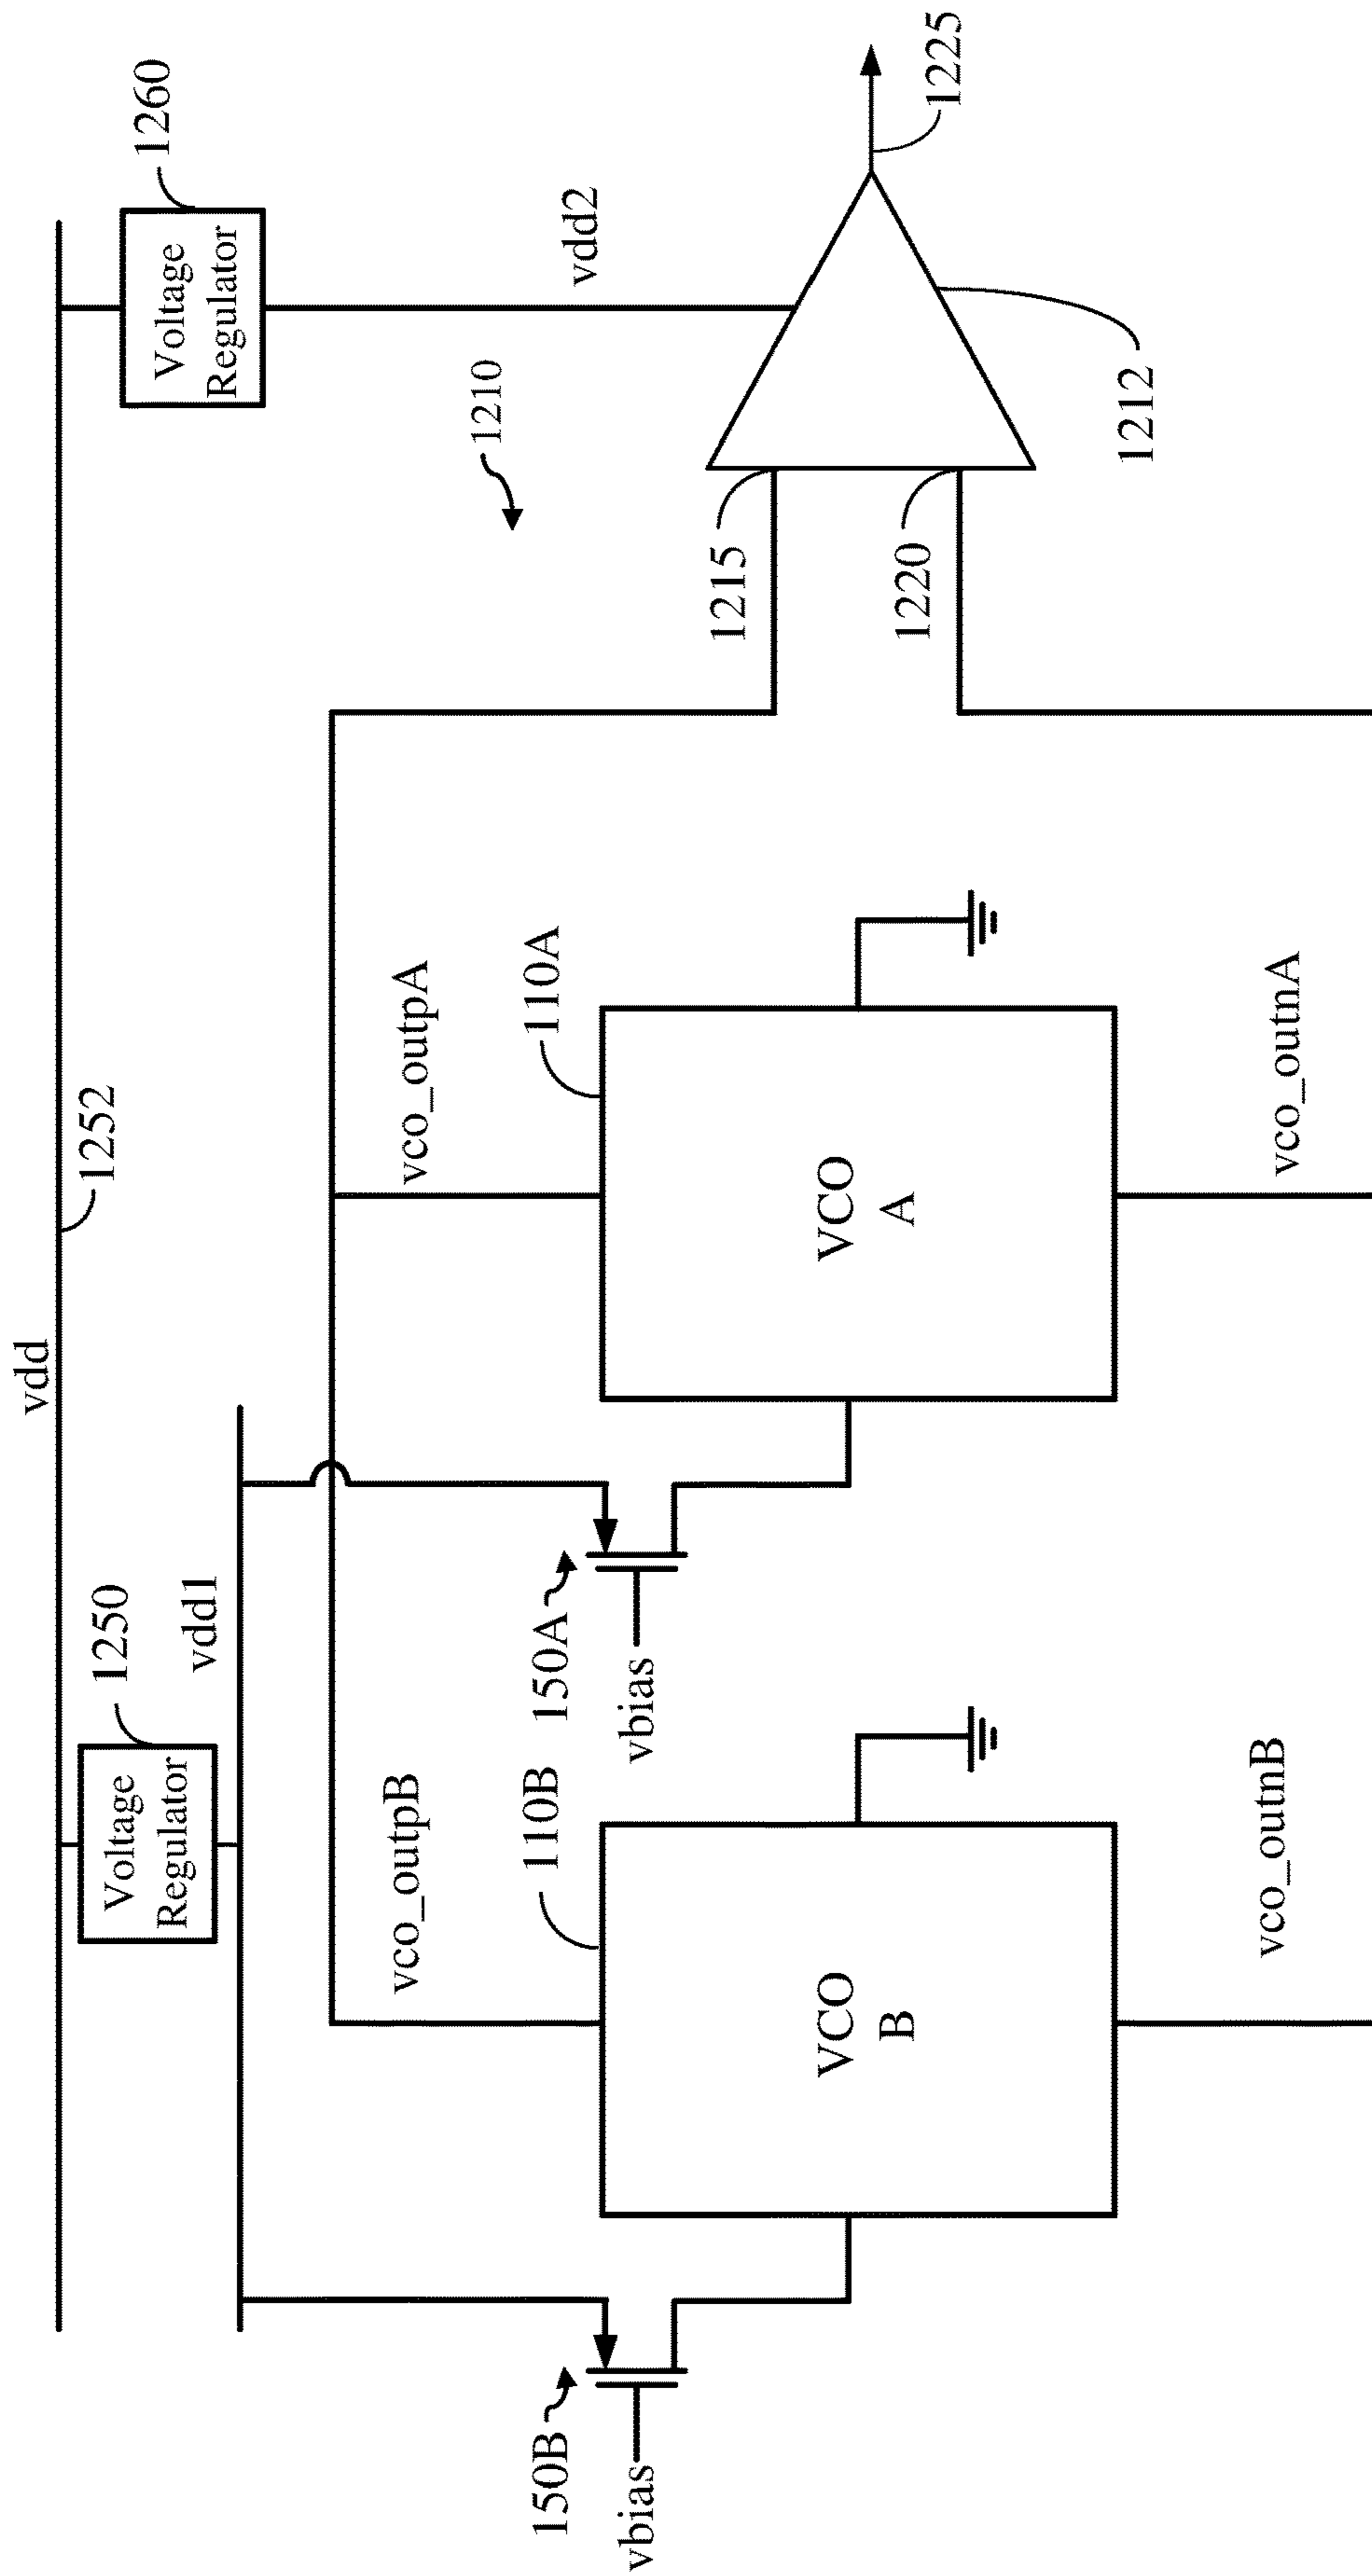 vdd
1252
Voltage
Regulator
1250
vdd1
Voltage
Regulator
1260
vdd2
1210
vco_outpB
vco_outpA
150B
vbias
110B
VCO
B
150A
vbias
110A
VCO
A
1215
1220
1212
1225
vco_outnB
vco_outnA